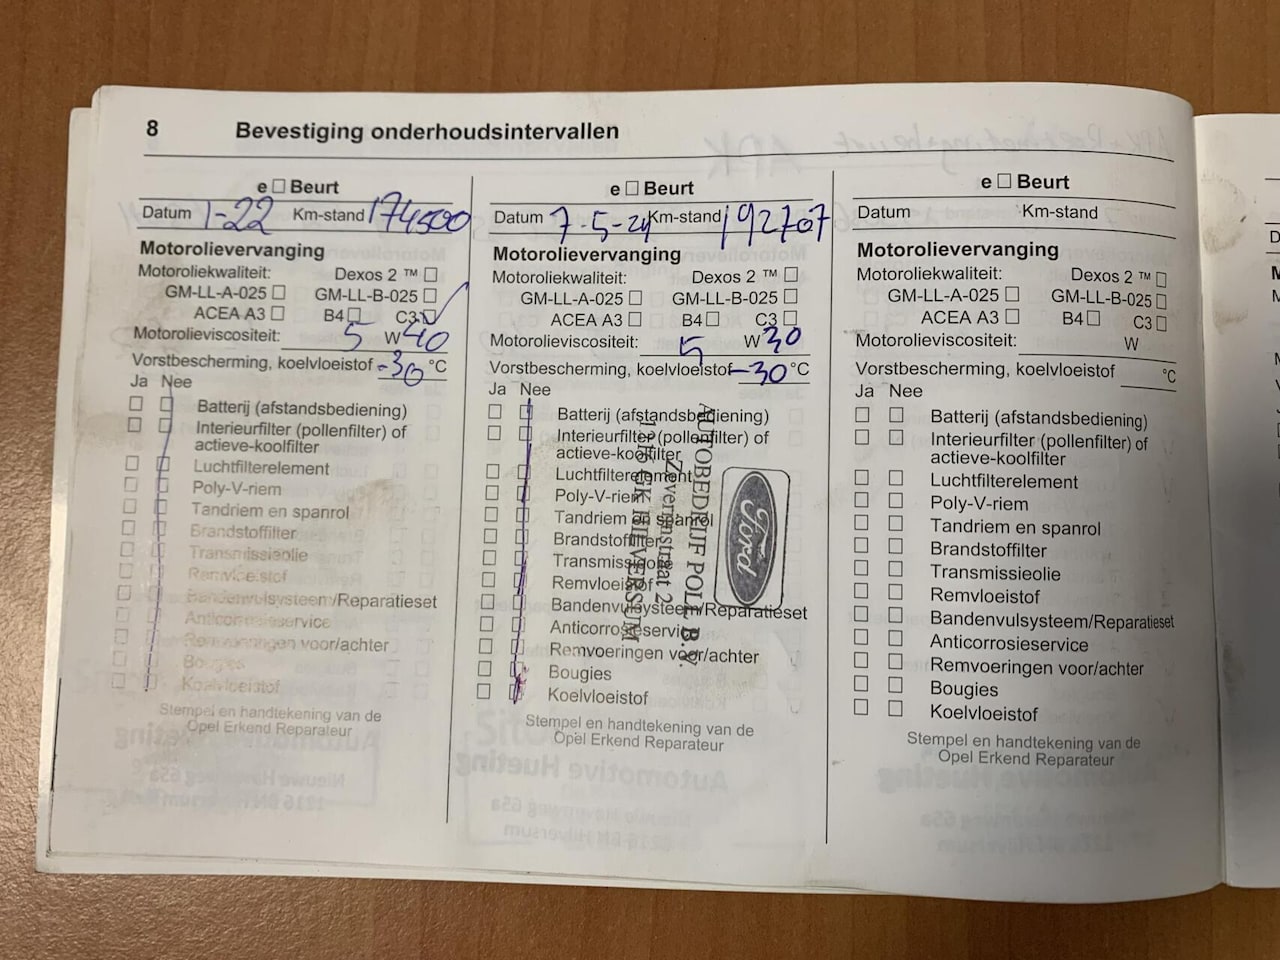 8 Bevestiging onderhoudsintervallen
e □ Beurt
Datum 1-22 Km-stand 174500
Motorolievervanging
Motoroliekwaliteit: Dexos 2 ™ □
GM-LL-A-025 □ GM-LL-B-025 □
ACEA A3 □ B4 □ C3 ☑
Motorolieviscositeit: 5 W 40
Vorstbescherming, koelvloeistof -30 °C
Ja Nee
□ □ Batterij (afstandsbediening)
□ □ Interieurfilter (pollenfilter) of
actieve-koolfilter
□ □ Luchtfilterelement
□ □ Poly-V-riem
□ □ Tandriem en spanrol
□ □ Brandstoffilter
□ □ Transmissieolie
□ □ Remvloeistof
□ □ Bandenvulsysteem/Reparatieset
□ □ Anticorrosieservice
□ □ Remvoeringen voor/achter
□ □ Bougies
□ □ Koelvloeistof
Stempel en handtekening van de
Opel Erkend Reparateur
e □ Beurt
Datum 7-5-24 Km-stand 192707
Motorolievervanging
Motoroliekwaliteit: Dexos 2 ™ □
GM-LL-A-025 □ GM-LL-B-025 □
ACEA A3 □ B4 □ C3 □
Motorolieviscositeit: 5 W 30
Vorstbescherming, koelvloeistof -30 °C
Ja Nee
□ □ Batterij (afstandsbediening)
□ □ Interieurfilter (pollenfilter) of
actieve-koolfilter
□ □ Luchtfilterelement
□ □ Poly-V-riem
□ □ Tandriem en spanrol
□ □ Brandstoffilter
□ □ Transmissieolie
□ □ Remvloeistof
□ □ Bandenvulsysteem/Reparatieset
□ □ Anticorrosieservice
□ □ Remvoeringen voor/achter
□ □ Bougies
□ □ Koelvloeistof
Stempel en handtekening van de
Opel Erkend Reparateur
Ford
AUTOBEDRIJF POLL B.V.
e □ Beurt
Datum Km-stand
Motorolievervanging
Motoroliekwaliteit: Dexos 2 ™ □
GM-LL-A-025 □ GM-LL-B-025 □
ACEA A3 □ B4 □ C3 □
Motorolieviscositeit: W
Vorstbescherming, koelvloeistof °C
Ja Nee
□ □ Batterij (afstandsbediening)
□ □ Interieurfilter (pollenfilter) of
actieve-koolfilter
□ □ Luchtfilterelement
□ □ Poly-V-riem
□ □ Tandriem en spanrol
□ □ Brandstoffilter
□ □ Transmissieolie
□ □ Remvloeistof
□ □ Bandenvulsysteem/Reparatieset
□ □ Anticorrosieservice
□ □ Remvoeringen voor/achter
□ □ Bougies
□ □ Koelvloeistof
Stempel en handtekening van de
Opel Erkend Reparateur